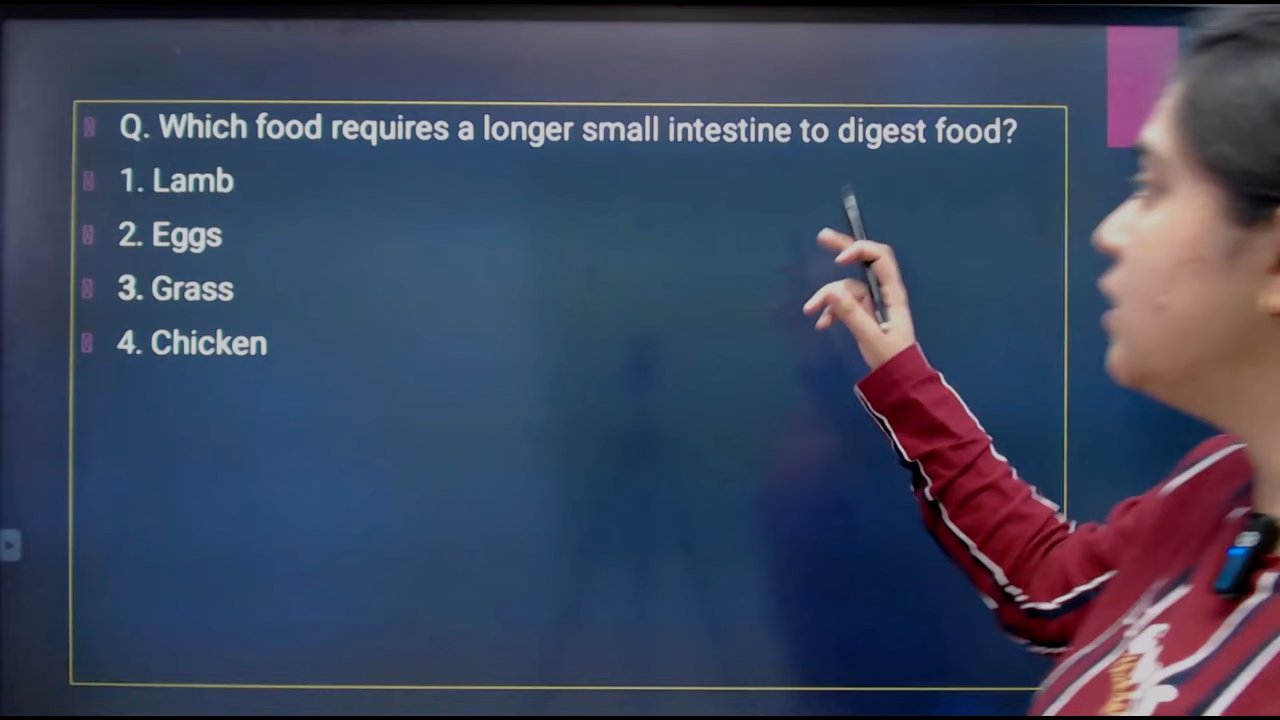 Q. Which food requires a longer small intestine to digest food?
1. Lamb
2. Eggs
3. Grass
4. Chicken